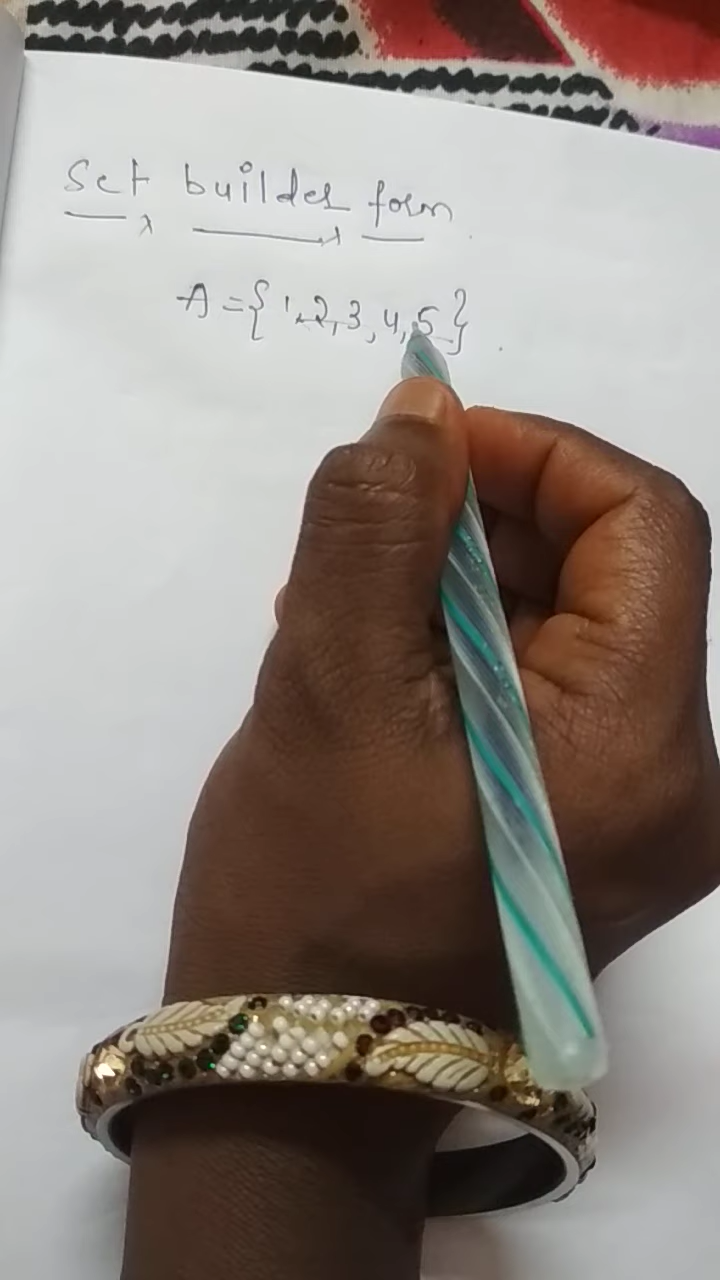 Set builder form
A = {1, 2, 3, 4, 5}